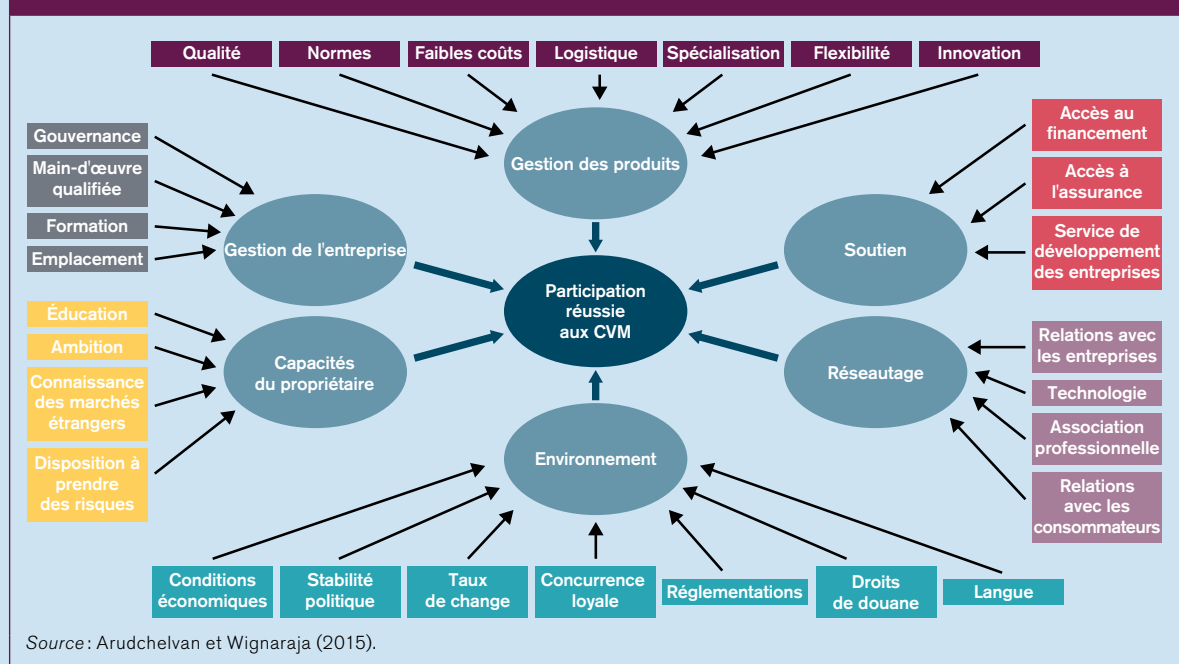 Qualité
Normes
Faibles coûts
Logistique
Spécialisation
Flexibilité
Innovation
Gestion des produits
Gouvernance
Main-d'œuvre
qualifiée
Formation
Emplacement
Gestion de l'entreprise
Accès au
financement
Accès à
l'assurance
Service de
développement
des entreprises
Soutien
Participation
réussie
aux CVM
Éducation
Ambition
Connaissance
des marchés
étrangers
Disposition à
prendre
des risques
Capacités
du propriétaire
Relations avec
les entreprises
Technologie
Association
professionnelle
Relations
avec les
consommateurs
Réseautage
Environnement
Conditions
économiques
Stabilité
politique
Taux
de change
Concurrence
loyale
Réglementations
Droits
de douane
Langue
Source : Arudchelvan et Wignaraja (2015).